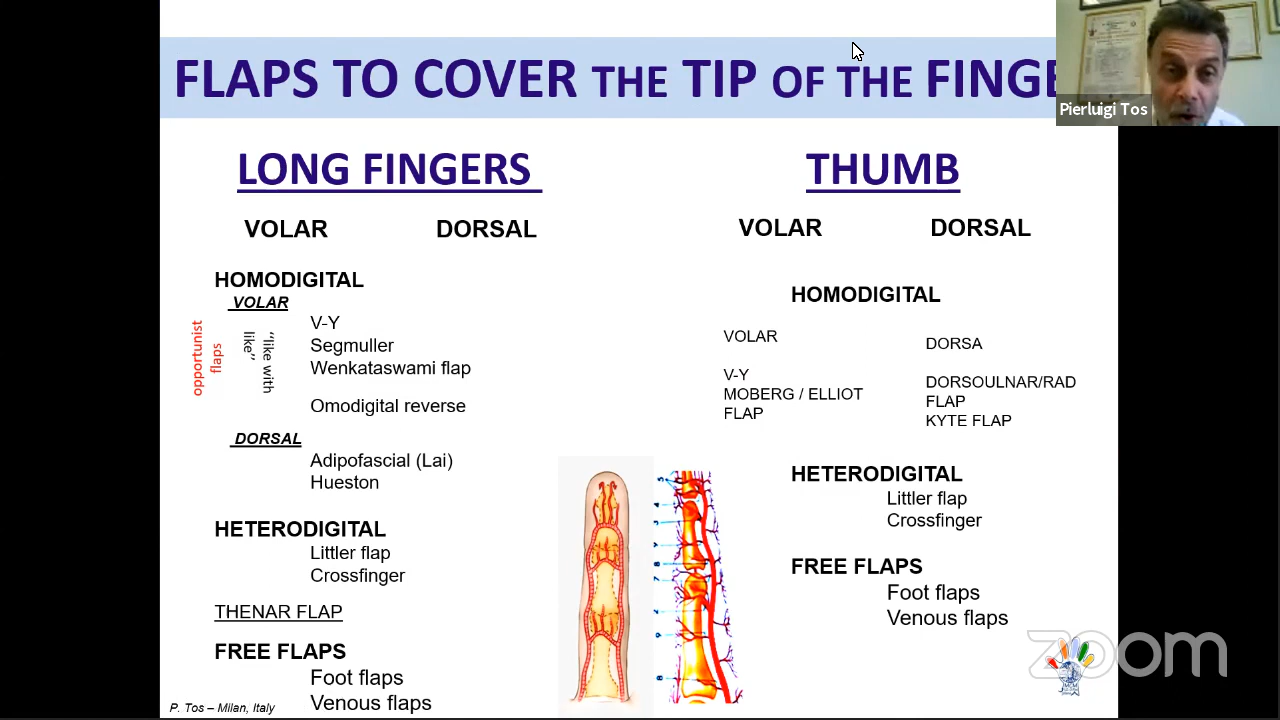 FLAPS TO COVER THE TIP OF THE FINGE
Pierluigi Tos
LONG FINGERS
VOLAR DORSAL
HOMODIGITAL
VOLAR
opportunist
flaps
"like with
like"
V-Y
Segmuller
Wenkataswami flap
Omodigital reverse
DORSAL
Adipofascial (Lai)
Hueston
HETERODIGITAL
Littler flap
Crossfinger
THENAR FLAP
FREE FLAPS
Foot flaps
Venous flaps
P. Tos – Milan, Italy
THUMB
VOLAR DORSAL
HOMODIGITAL
VOLAR
V-Y
MOBERG / ELLIOT
FLAP
DORSA
DORSOULNAR/RAD
FLAP
KYTE FLAP
HETERODIGITAL
Littler flap
Crossfinger
FREE FLAPS
Foot flaps
Venous flaps
zoom